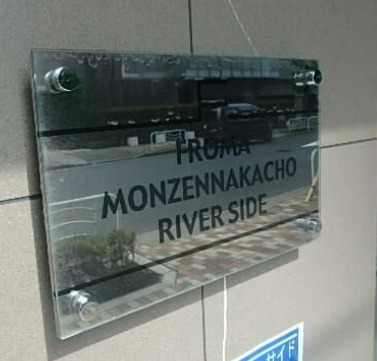 FROMA
MONZENNAKACHO
RIVER SIDE
サイド